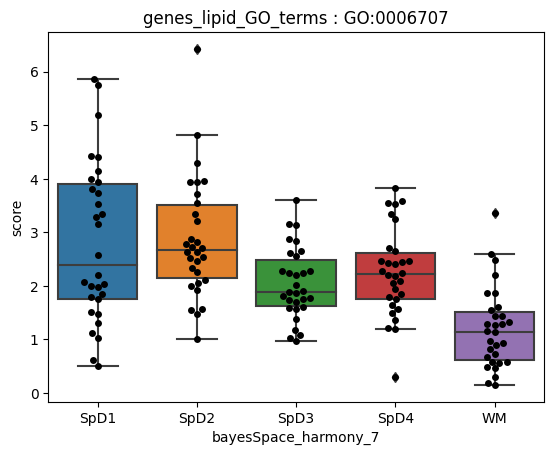 genes_lipid_GO_terms : GO:0006707
score
6
5
4
3
2
1
0
SpD1 SpD2 SpD3 SpD4 WM
bayesSpace_harmony_7